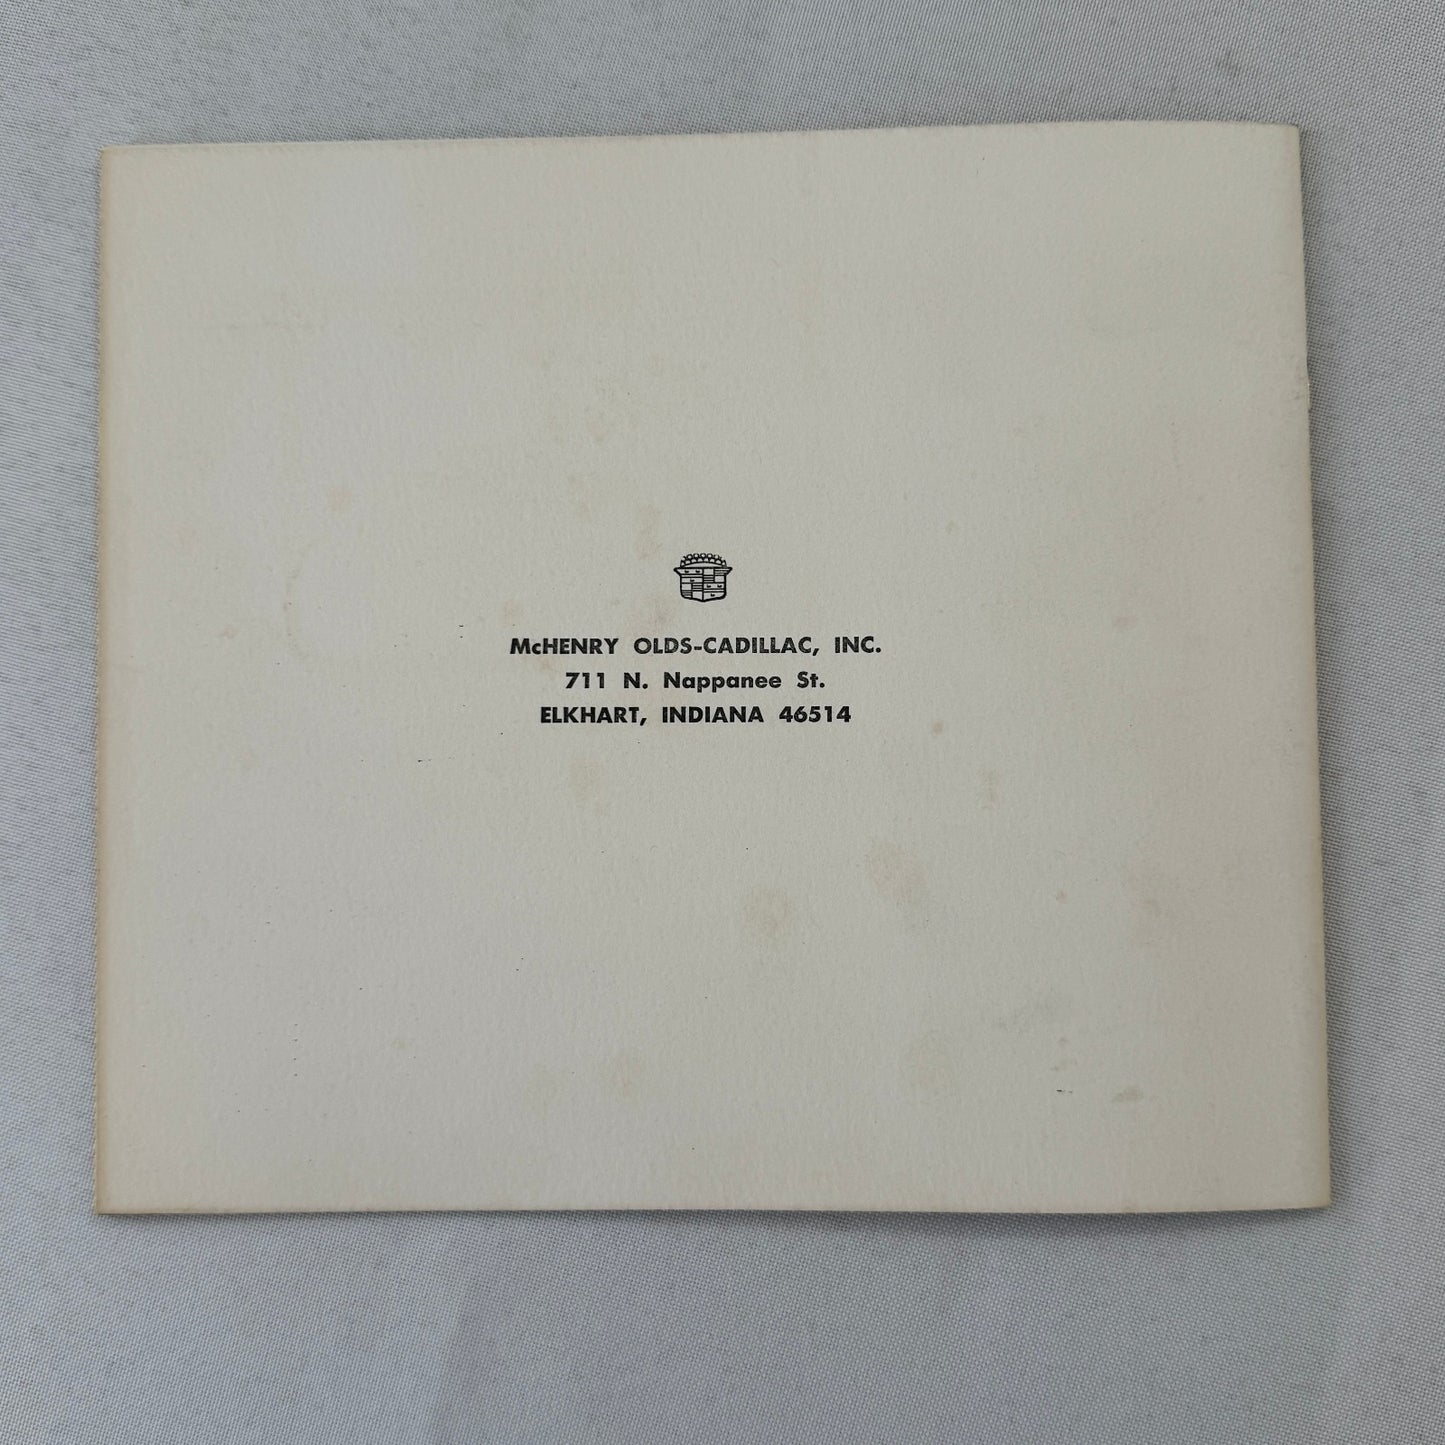 McHENRY OLDS-CADILLAC, INC.
711 N. Nappanee St.
ELKHART, INDIANA 46514